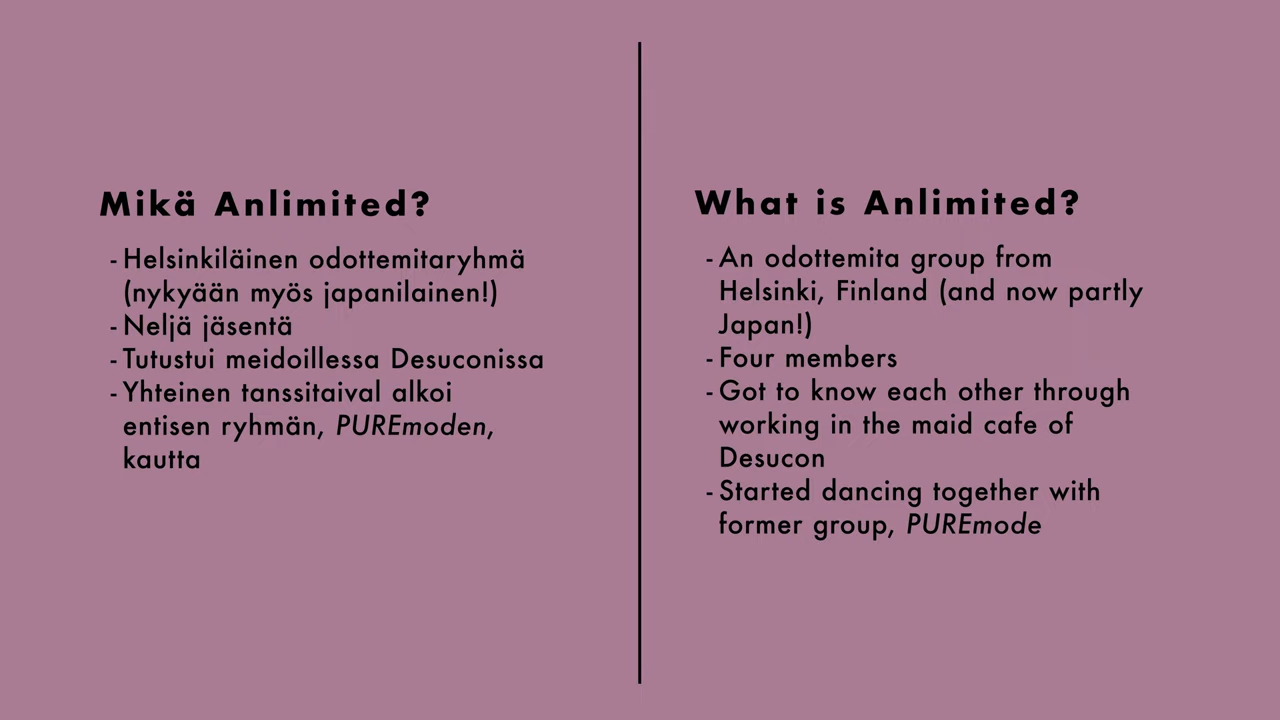 Mikä Anlimited?
- Helsinkiläinen odottemitaryhmä
(nykyään myös japanilainen!)
- Neljä jäsentä
- Tutustui meidoillessa Desuconissa
- Yhteinen tanssitaival alkoi
entisen ryhmän, PUREmoden,
kautta
What is Anlimited?
- An odottemita group from
Helsinki, Finland (and now partly
Japan!)
- Four members
- Got to know each other through
working in the maid cafe of
Desucon
- Started dancing together with
former group, PUREmode